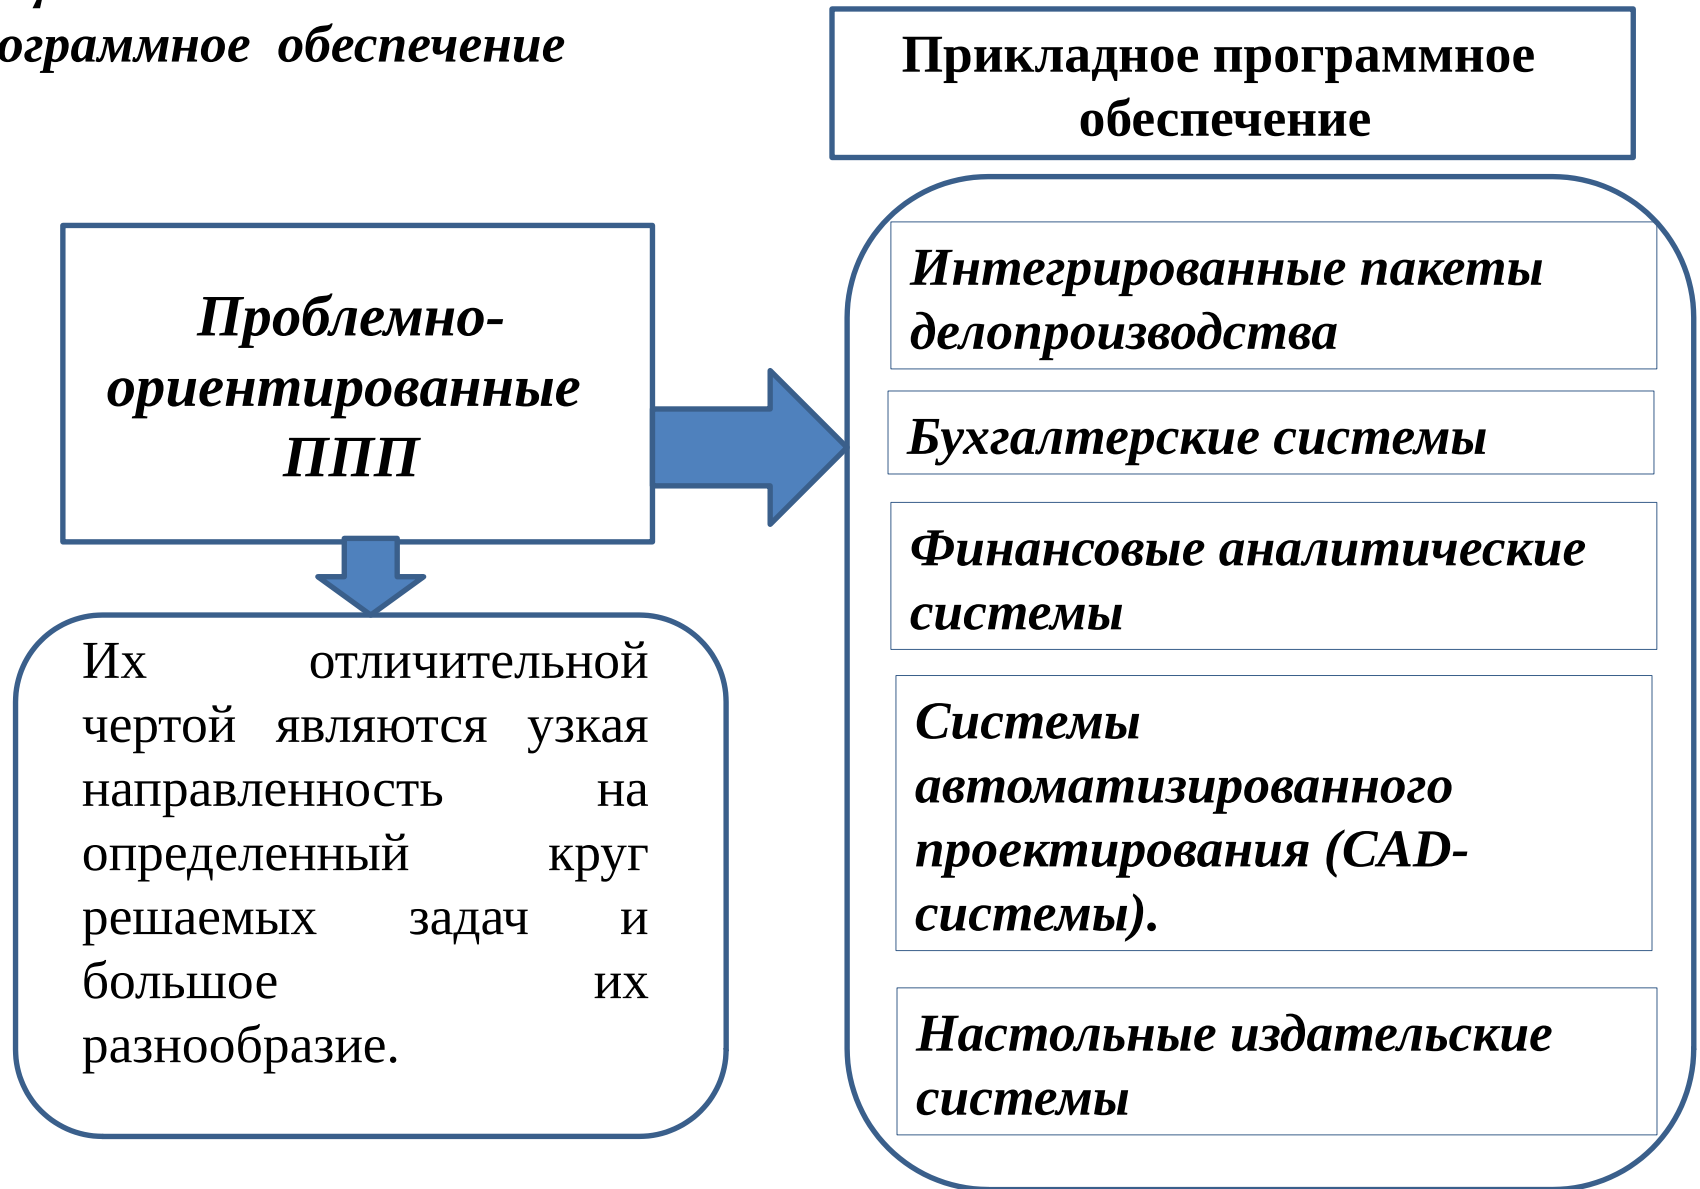 обеспечение
Прикладное программное
обеспечение
Проблемно-
ориентированные
ППП
Их отличительной
чертой являются узкая
направленность на
определенный круг
решаемых задач и
большое их
разнообразие.
Интегрированные пакеты
делопроизводства
Бухгалтерские системы
Финансовые аналитические
системы
Системы
автоматизированного
проектирования (CAD-
системы).
Настольные издательские
системы